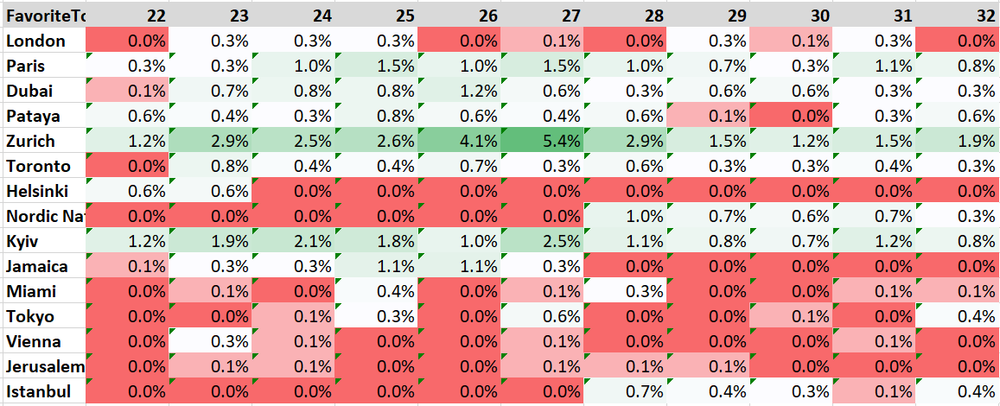 FavoriteTo 22 23 24 25 26 27 28 29 30 31 32
London 0.0% 0.3% 0.3% 0.3% 0.0% 0.1% 0.0% 0.3% 0.1% 0.3% 0.0%
Paris 0.3% 0.3% 1.0% 1.5% 1.0% 1.5% 1.0% 0.7% 0.3% 1.1% 0.8%
Dubai 0.1% 0.7% 0.8% 0.8% 1.2% 0.6% 0.3% 0.6% 0.6% 0.3% 0.3%
Pataya 0.6% 0.4% 0.3% 0.8% 0.6% 0.4% 0.6% 0.1% 0.0% 0.3% 0.6%
Zurich 1.2% 2.9% 2.5% 2.6% 4.1% 5.4% 2.9% 1.5% 1.2% 1.5% 1.9%
Toronto 0.0% 0.8% 0.4% 0.4% 0.7% 0.3% 0.6% 0.3% 0.3% 0.4% 0.3%
Helsinki 0.6% 0.6% 0.0% 0.0% 0.0% 0.0% 0.0% 0.0% 0.0% 0.0% 0.0%
Nordic Nat 0.0% 0.0% 0.0% 0.0% 0.0% 0.0% 1.0% 0.7% 0.6% 0.7% 0.3%
Kyiv 1.2% 1.9% 2.1% 1.8% 1.0% 2.5% 1.1% 0.8% 0.7% 1.2% 0.8%
Jamaica 0.1% 0.3% 0.3% 1.1% 1.1% 0.3% 0.0% 0.0% 0.0% 0.0% 0.0%
Miami 0.0% 0.1% 0.0% 0.4% 0.0% 0.1% 0.3% 0.0% 0.0% 0.1% 0.1%
Tokyo 0.0% 0.0% 0.1% 0.3% 0.0% 0.6% 0.0% 0.0% 0.1% 0.0% 0.4%
Vienna 0.0% 0.3% 0.1% 0.0% 0.0% 0.1% 0.0% 0.0% 0.0% 0.1% 0.0%
Jerusalem 0.0% 0.1% 0.1% 0.0% 0.0% 0.1% 0.1% 0.1% 0.0% 0.0% 0.0%
Istanbul 0.0% 0.0% 0.0% 0.0% 0.0% 0.0% 0.7% 0.4% 0.3% 0.1% 0.4%